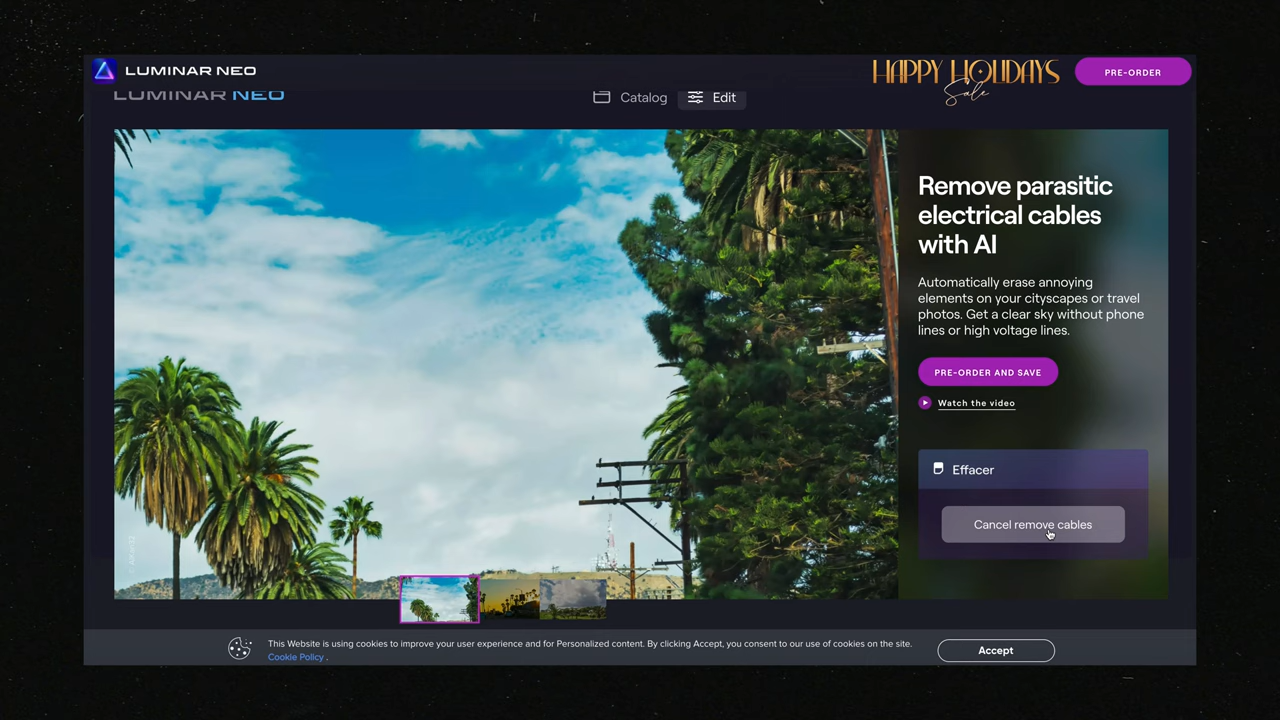 LUMINAR NEO
HAPPY HOLIDAYS
Sale
PRE-ORDER
LUMINAR NEO
Catalog
Edit
Remove parasitic
electrical cables
with AI
Automatically erase annoying
elements on your cityscapes or travel
photos. Get a clear sky without phone
lines or high voltage lines.
PRE-ORDER AND SAVE
Watch the video
Effacer
Cancel remove cables
This Website is using cookies to improve your user experience and for Personalized content. By clicking Accept, you consent to our use of cookies on the site.
Cookie Policy .
Accept